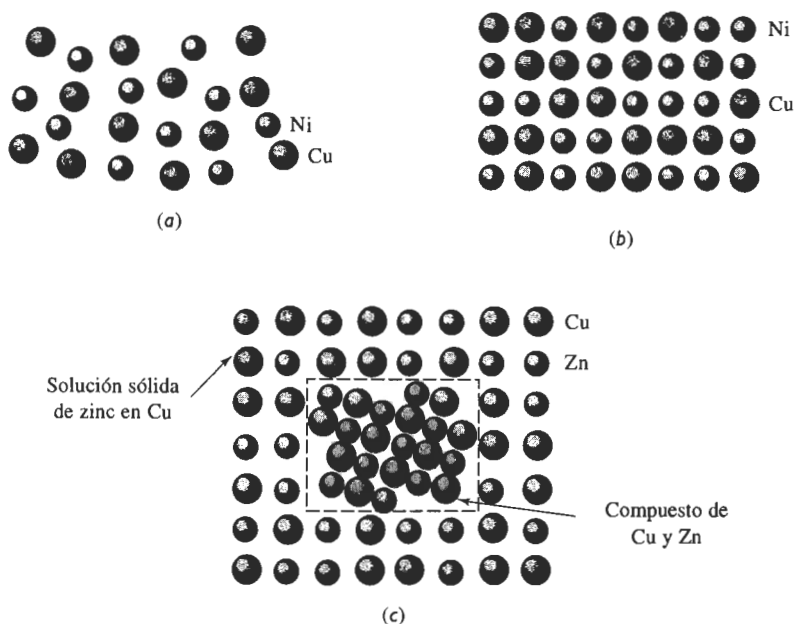 Ni
Cu
(a)
Ni
Cu
(b)
Cu
Zn
Solución sólida
de zinc en Cu
Compuesto de
Cu y Zn
(c)